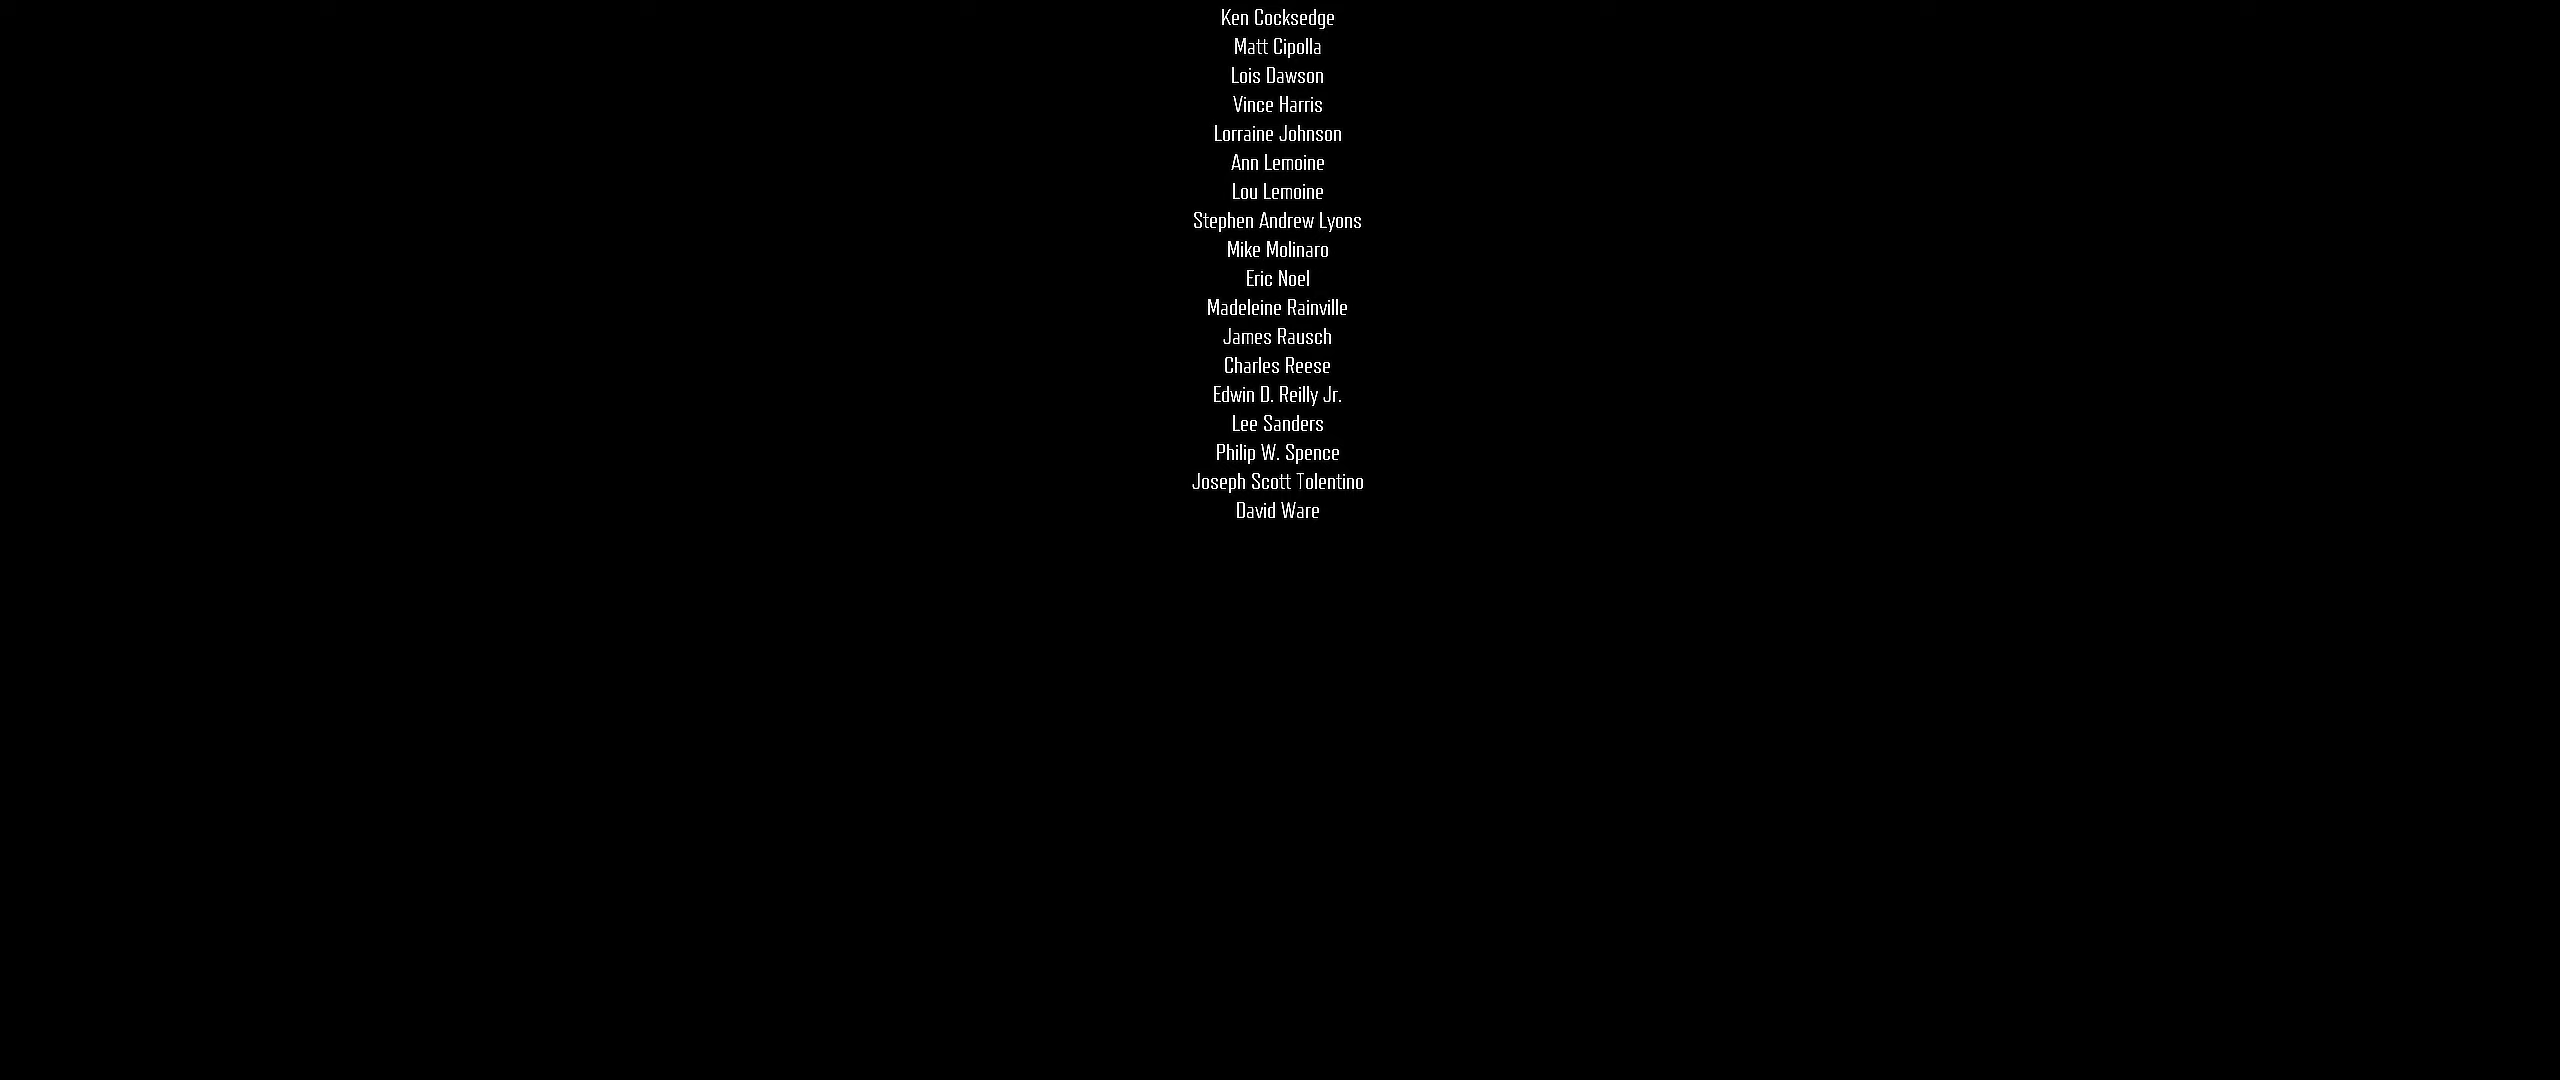 Ken Cocksedge
Matt Cipolla
Lois Dawson
Vince Harris
Lorraine Johnson
Ann Lemoine
Lou Lemoine
Stephen Andrew Lyons
Mike Molinaro
Eric Noel
Madeleine Rainville
James Rausch
Charles Reese
Edwin D. Reilly Jr.
Lee Sanders
Philip W. Spence
Joseph Scott Tolentino
David Ware